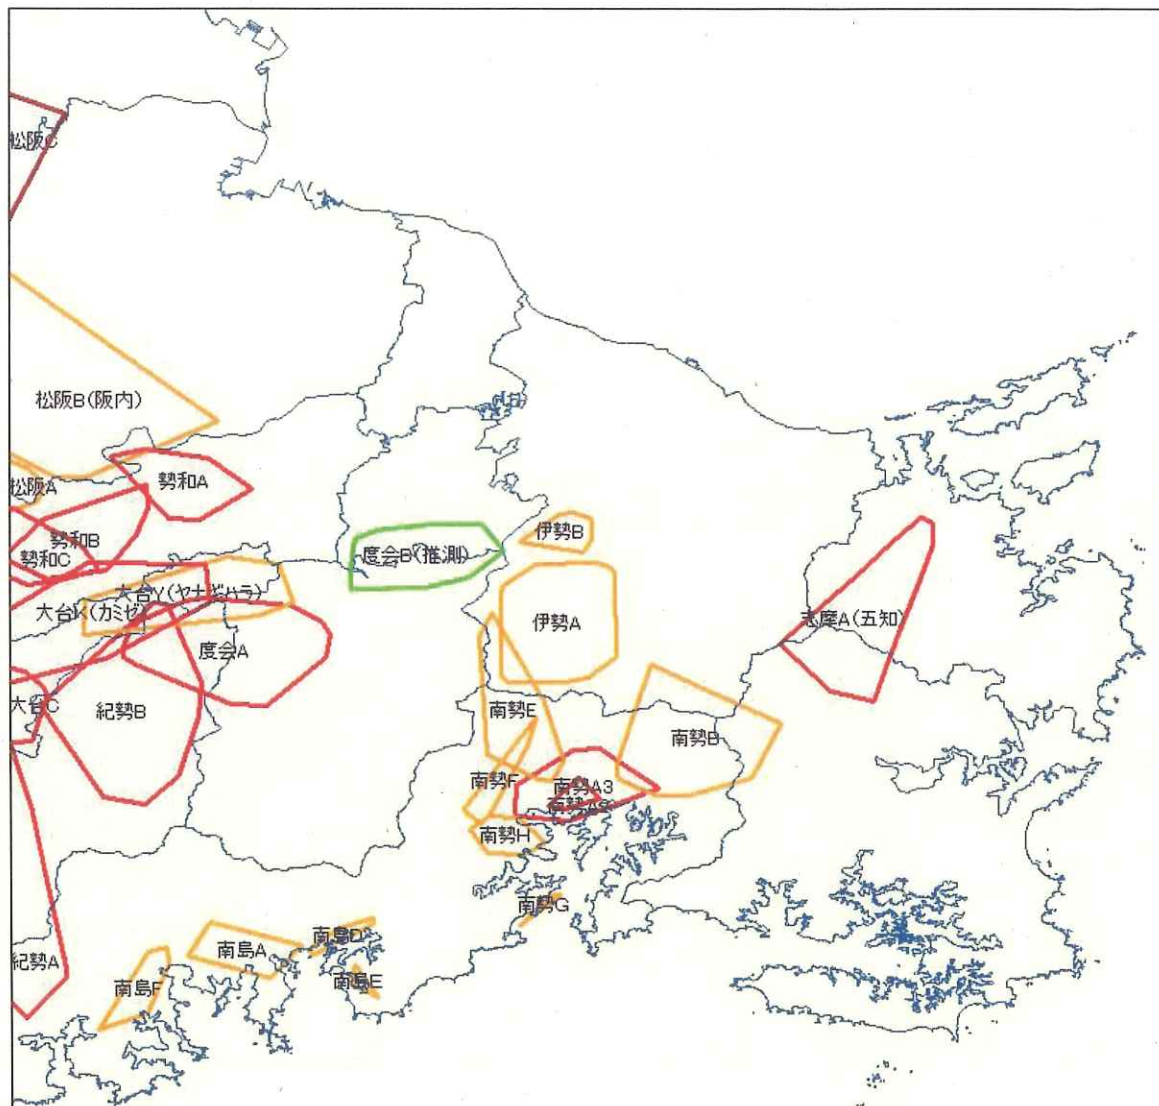 松阪C
松阪B(阪内)
松阪A
勢和A
勢和B
勢和C
伊勢B
度会B(推測)
大台Y(ヤナギハラ)
大台K(カミゼ)
伊勢A
志摩A(五知)
度会A
大台C
紀勢B
南勢E
南勢B
南勢F
南勢A3
南勢H
南勢G
南島D
南島A
紀勢A
南島F
南島E